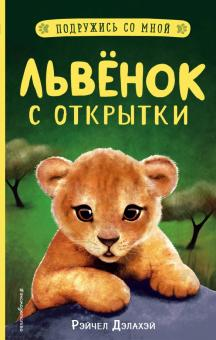 ПОДРУЖИСЬ СО МНОЙ
ЛЬВЁНОК
С ОТКРЫТКИ
РЭЙЧЕЛ ДЭЛАХЭЙ